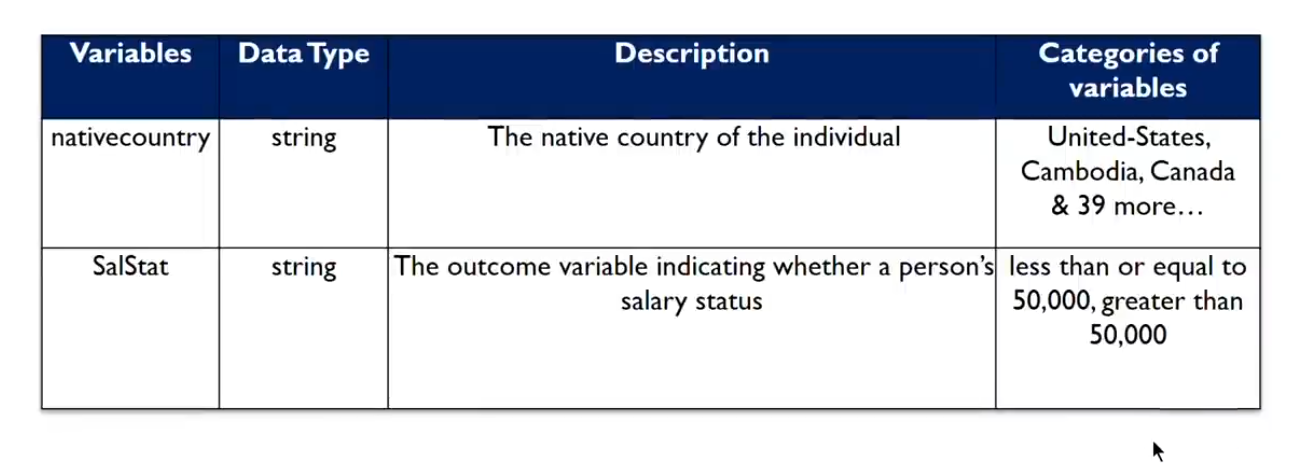 Variables
Data Type
Description
Categories of
variables
nativecountry
string
The native country of the individual
United-States,
Cambodia, Canada
& 39 more…
SalStat
string
The outcome variable indicating whether a person's
salary status
less than or equal to
50,000, greater than
50,000